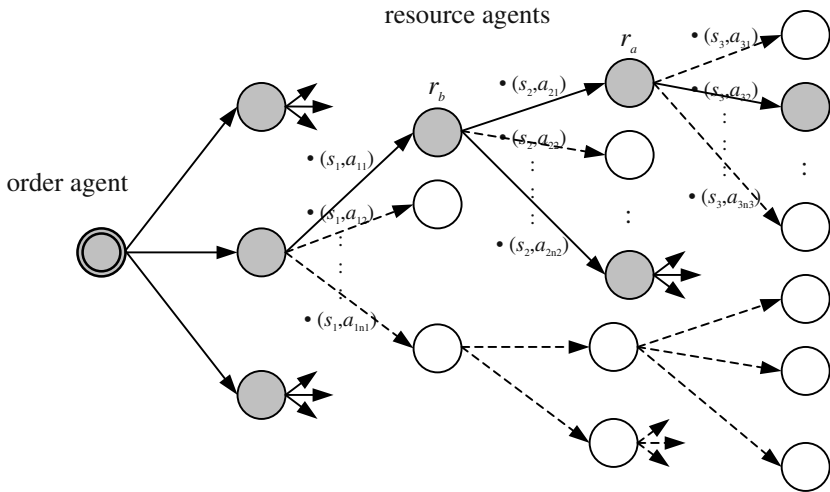 resource agents
order agent
r_b
r_a
• (s_1,a_11)
• (s_1,a_12)
• (s_1,a_1n1)
• (s_2,a_21)
• (s_2,a_22)
• (s_2,a_2n2)
• (s_3,a_31)
• (s_3,a_32)
• (s_3,a_3n3)